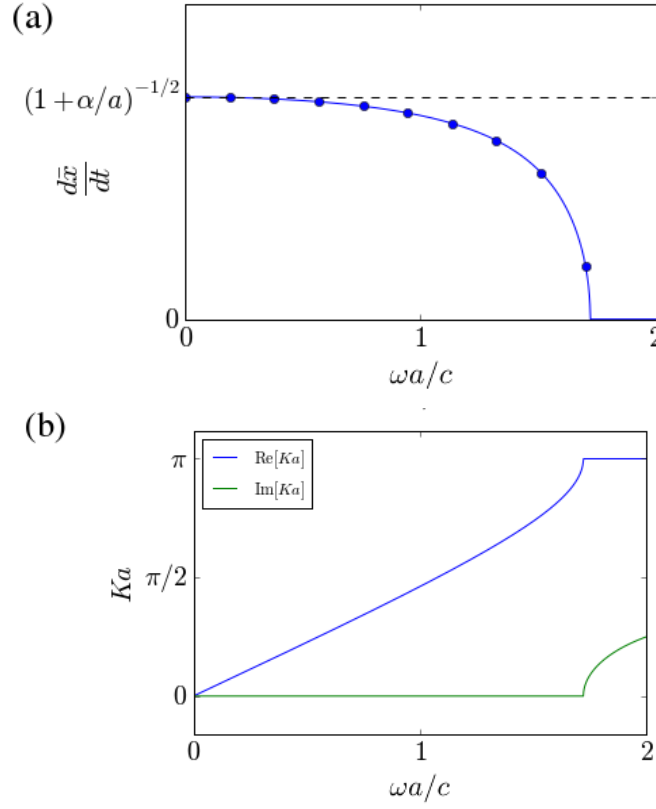 (a)
(1 + α/a)^{-1/2}
dx̄/dt
0
0
1
2
ωa/c
(b)
Re[Ka]
Im[Ka]
π
π/2
0
Ka
0
1
2
ωa/c